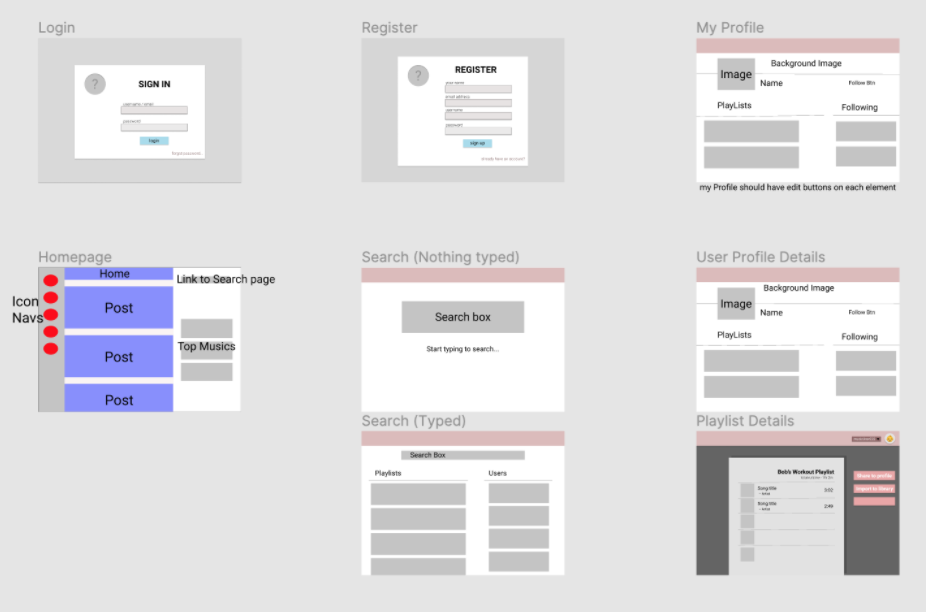 Login
?
SIGN IN
username / email
password
login
forgot password
Register
?
REGISTER
your name
email address
username
password
sign up
already have an account?
My Profile
Background Image
Image
Name
Follow Btn
PlayLists
Following
my Profile should have edit buttons on each element
Homepage
Home
Link to Search page
Icon
Navs
Post
Post
Top Musics
Post
Search (Nothing typed)
Search box
Start typing to search...
Search (Typed)
Search Box
Playlists
Users
User Profile Details
Background Image
Image
Name
Follow Btn
PlayLists
Following
Playlist Details
Bob's Workout Playlist
Song title
3:02
Song title
2:49
Share to profile
Import to library